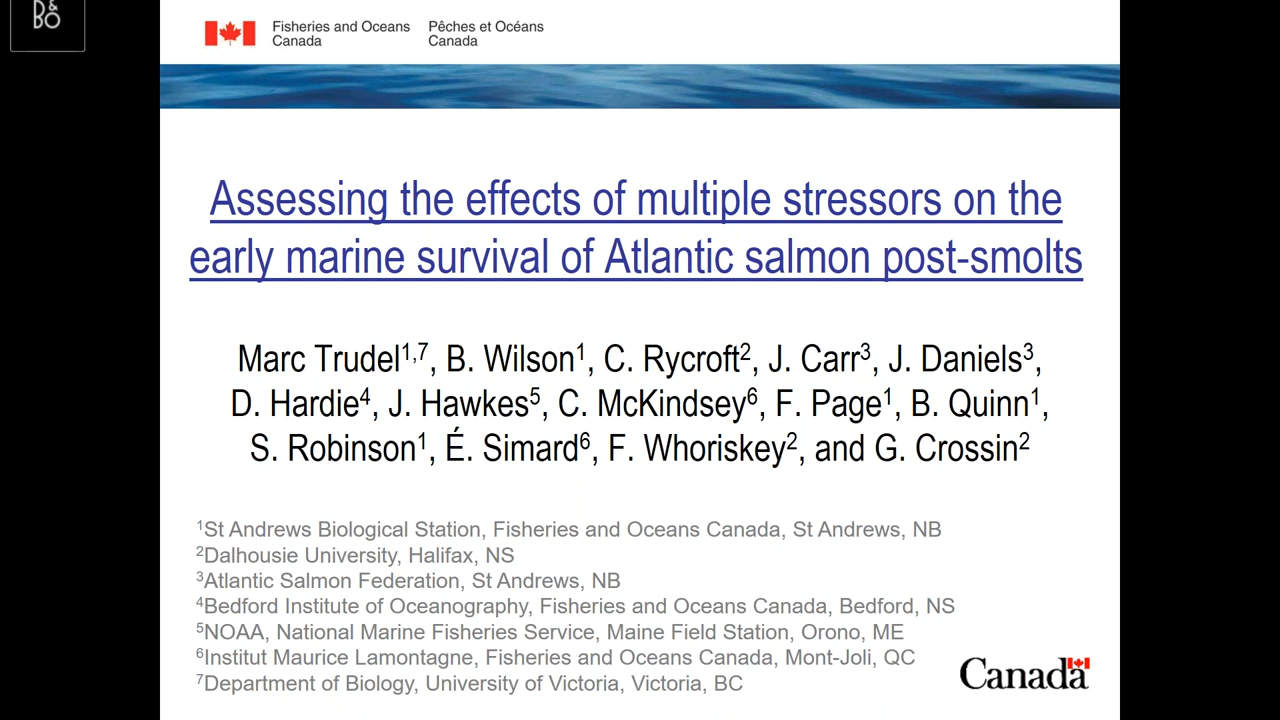 B&O
Fisheries and Oceans Pêches et Océans
Canada Canada
Assessing the effects of multiple stressors on the
early marine survival of Atlantic salmon post-smolts
Marc Trudel1,7, B. Wilson1, C. Rycroft2, J. Carr3, J. Daniels3,
D. Hardie4, J. Hawkes5, C. McKindsey6, F. Page1, B. Quinn1,
S. Robinson1, É. Simard6, F. Whoriskey2, and G. Crossin2
1St Andrews Biological Station, Fisheries and Oceans Canada, St Andrews, NB
2Dalhousie University, Halifax, NS
3Atlantic Salmon Federation, St Andrews, NB
4Bedford Institute of Oceanography, Fisheries and Oceans Canada, Bedford, NS
5NOAA, National Marine Fisheries Service, Maine Field Station, Orono, ME
6Institut Maurice Lamontagne, Fisheries and Oceans Canada, Mont-Joli, QC
7Department of Biology, University of Victoria, Victoria, BC
Canada